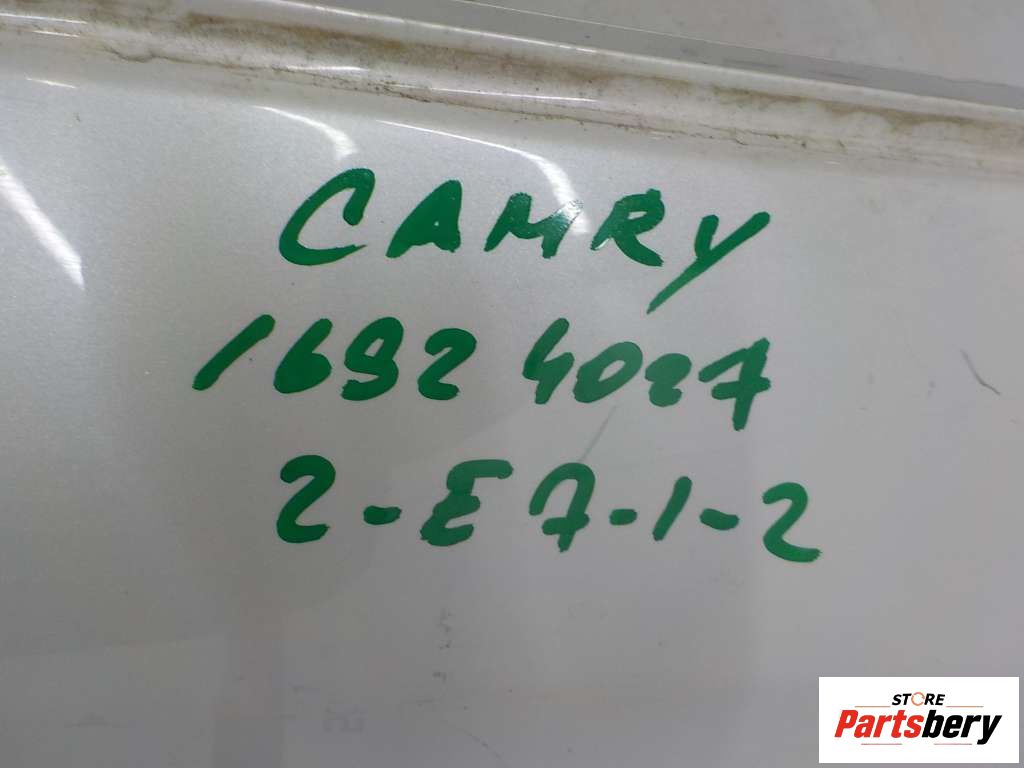 CAMRY
1692 4027
2-E7-1-2
STORE
Partsbery